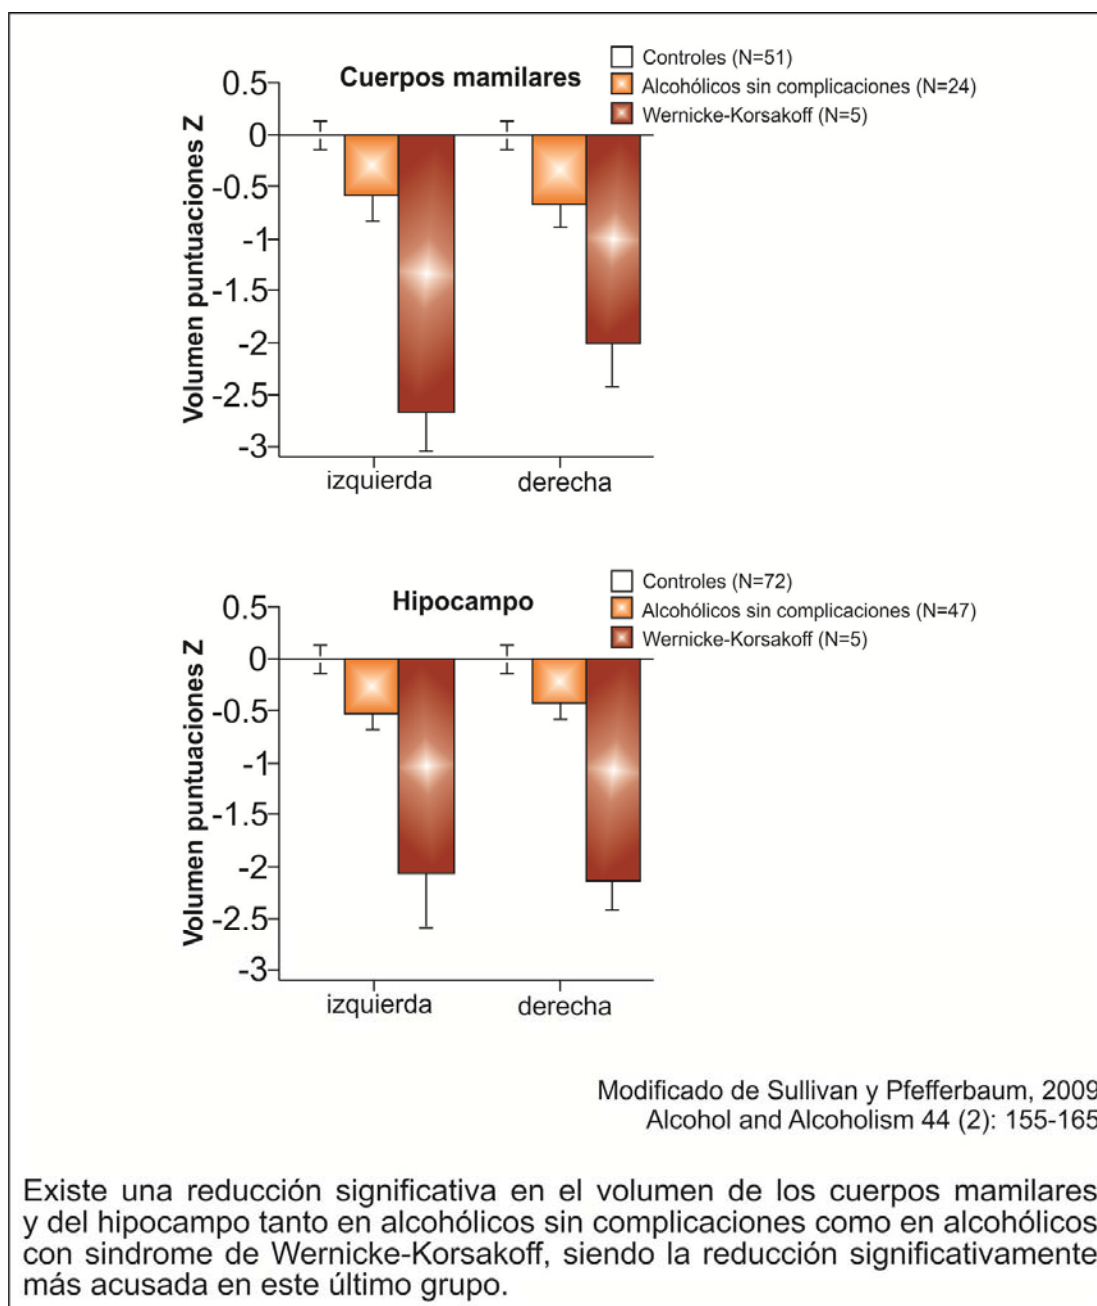 Cuerpos mamilares
Controles (N=51)
Alcohólicos sin complicaciones (N=24)
Wernicke-Korsakoff (N=5)
Volumen puntuaciones Z
0.5
0
-0.5
-1
-1.5
-2
-2.5
-3
izquierda
derecha
Hipocampo
Controles (N=72)
Alcohólicos sin complicaciones (N=47)
Wernicke-Korsakoff (N=5)
Volumen puntuaciones Z
0.5
0
-0.5
-1
-1.5
-2
-2.5
-3
izquierda
derecha
Modificado de Sullivan y Pfefferbaum, 2009
Alcohol and Alcoholism 44 (2): 155-165
Existe una reducción significativa en el volumen de los cuerpos mamilares
y del hipocampo tanto en alcohólicos sin complicaciones como en alcohólicos
con sindrome de Wernicke-Korsakoff, siendo la reducción significativamente
más acusada en este último grupo.